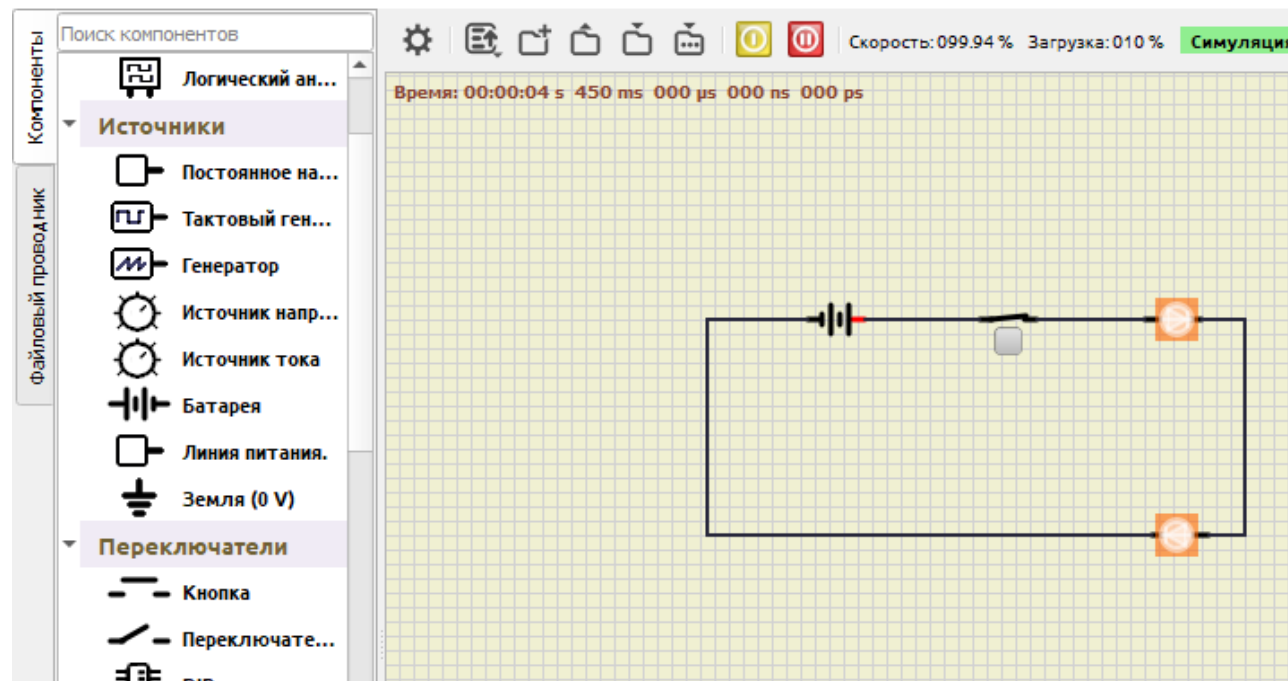 Компоненты
Файловый проводник
Поиск компонентов
Логический ан...
Источники
Постоянное на...
Тактовый ген...
Генератор
Источник напр...
Источник тока
Батарея
Линия питания.
Земля (0 V)
Переключатели
Кнопка
Переключате...
Скорость: 099.94 % Загрузка: 010 % Симуляция
Время: 00:00:04 s 450 ms 000 µs 000 ns 000 ps